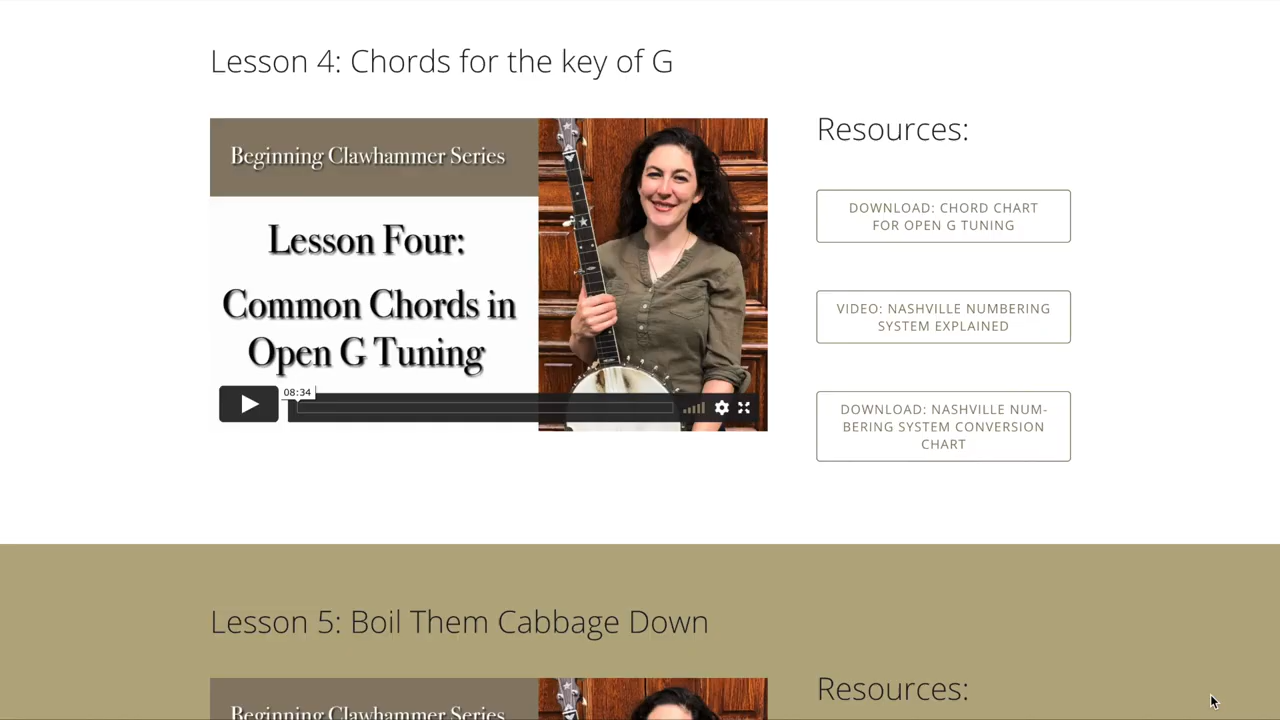 Lesson 4: Chords for the key of G
Beginning Clawhammer Series
Lesson Four:
Common Chords in
Open G Tuning
08:34
Resources:
DOWNLOAD: CHORD CHART
FOR OPEN G TUNING
VIDEO: NASHVILLE NUMBERING
SYSTEM EXPLAINED
DOWNLOAD: NASHVILLE NUM-
BERING SYSTEM CONVERSION
CHART
Lesson 5: Boil Them Cabbage Down
Beginning Clawhammer Series
Resources: